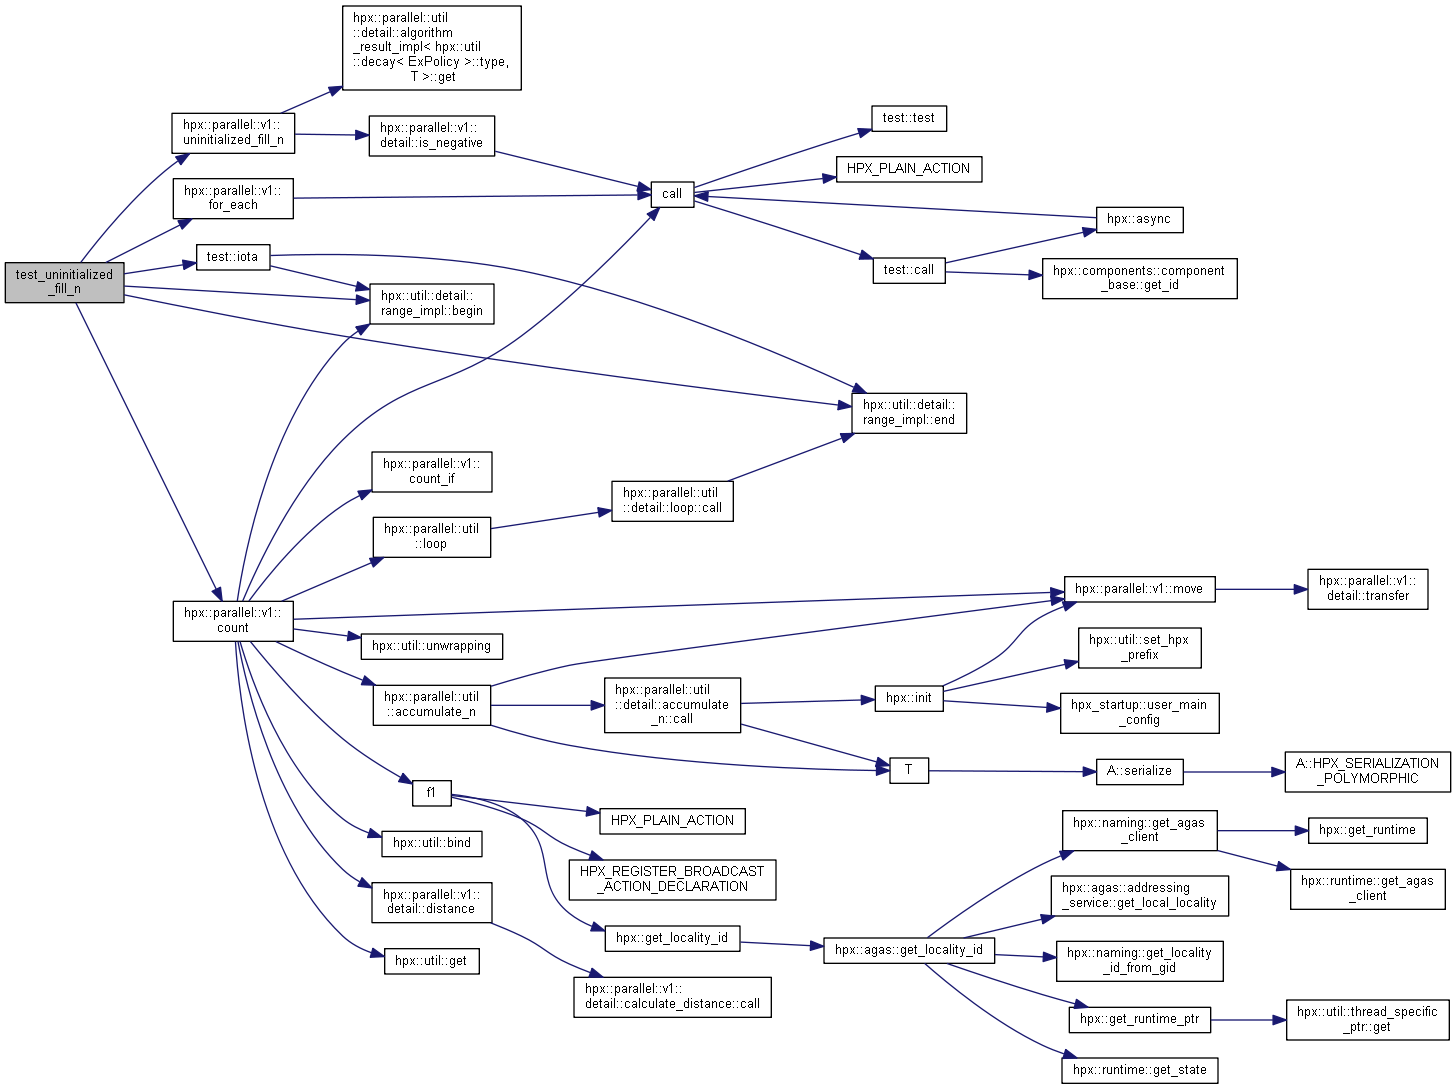 hpx::parallel::util
::detail::algorithm
_result_impl< hpx::util
::decay< ExPolicy >::type,
T >::get
hpx::parallel::v1::
uninitialized_fill_n
hpx::parallel::v1::
detail::is_negative
test::test
HPX_PLAIN_ACTION
call
hpx::parallel::v1::
for_each
hpx::async
test::iota
test::call
hpx::components::component
_base::get_id
test_uninitialized
_fill_n
hpx::util::detail::
range_impl::begin
hpx::util::detail::
range_impl::end
hpx::parallel::v1::
count_if
hpx::parallel::util
::detail::loop::call
hpx::parallel::util
::loop
hpx::parallel::v1::move
hpx::parallel::v1::
detail::transfer
hpx::parallel::v1::
count
hpx::util::unwrapping
hpx::util::set_hpx
_prefix
hpx::parallel::util
::accumulate_n
hpx::parallel::util
::detail::accumulate
_n::call
hpx::init
hpx_startup::user_main
_config
T
A::serialize
A::HPX_SERIALIZATION
_POLYMORPHIC
f1
HPX_PLAIN_ACTION
hpx::naming::get_agas
_client
hpx::get_runtime
hpx::util::bind
HPX_REGISTER_BROADCAST
_ACTION_DECLARATION
hpx::runtime::get_agas
_client
hpx::agas::addressing
_service::get_local_locality
hpx::parallel::v1::
detail::distance
hpx::get_locality_id
hpx::agas::get_locality_id
hpx::naming::get_locality
_id_from_gid
hpx::util::get
hpx::parallel::v1::
detail::calculate_distance::call
hpx::get_runtime_ptr
hpx::util::thread_specific
_ptr::get
hpx::runtime::get_state